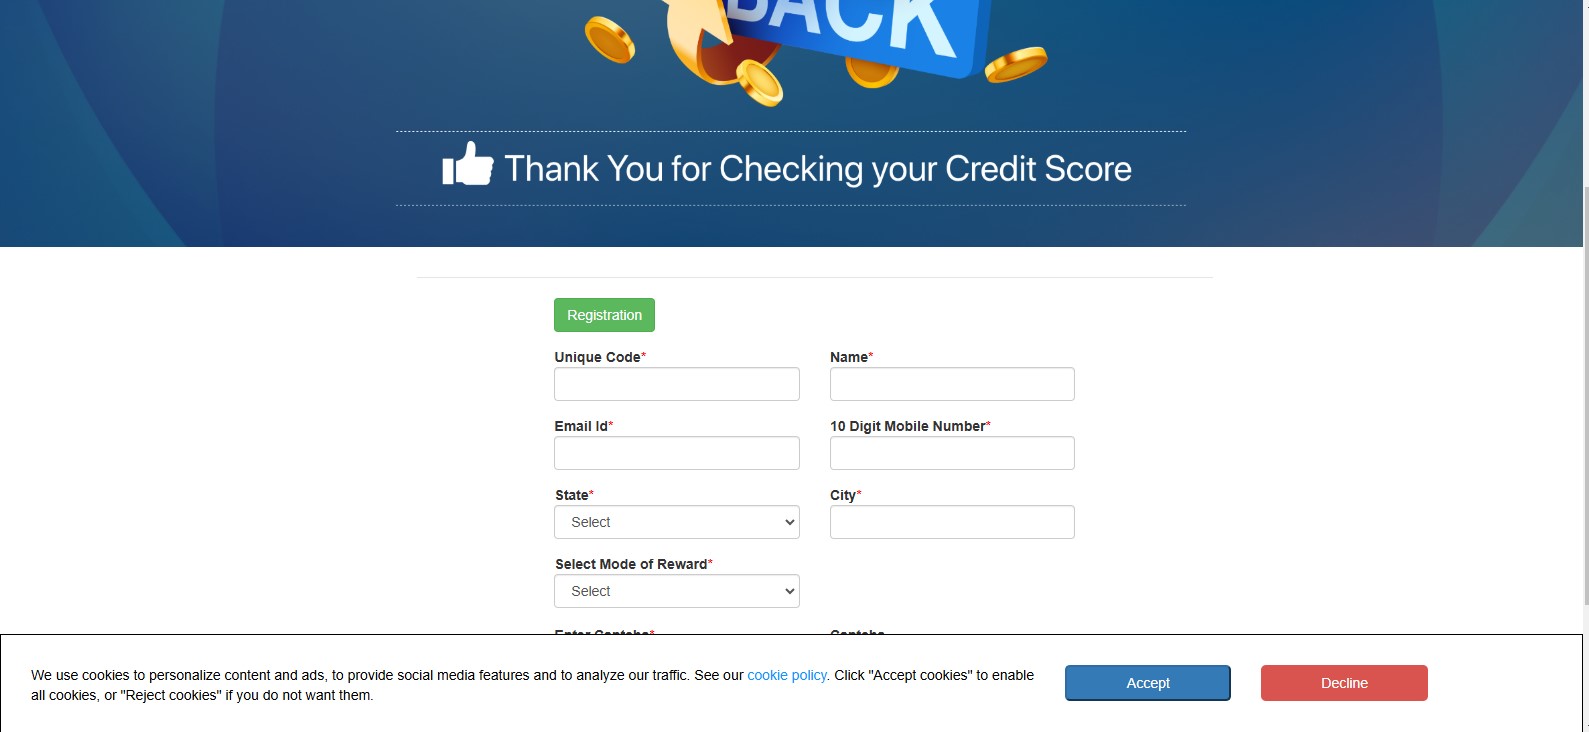 BACK
Thank You for Checking your Credit Score
Registration
Unique Code*
Name*
Email Id*
10 Digit Mobile Number*
State*
City*
Select
Select Mode of Reward*
Select
Enter Captcha*
Captcha
We use cookies to personalize content and ads, to provide social media features and to analyze our traffic. See our cookie policy. Click "Accept cookies" to enable
all cookies, or "Reject cookies" if you do not want them.
Accept
Decline